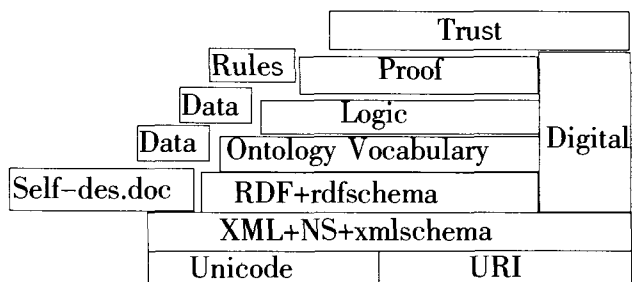 Trust
Rules
Proof
Data
Logic
Data
Ontology Vocabulary
Digital
Self-des.doc
RDF+rdfschema
XML+NS+xmlschema
Unicode
URI